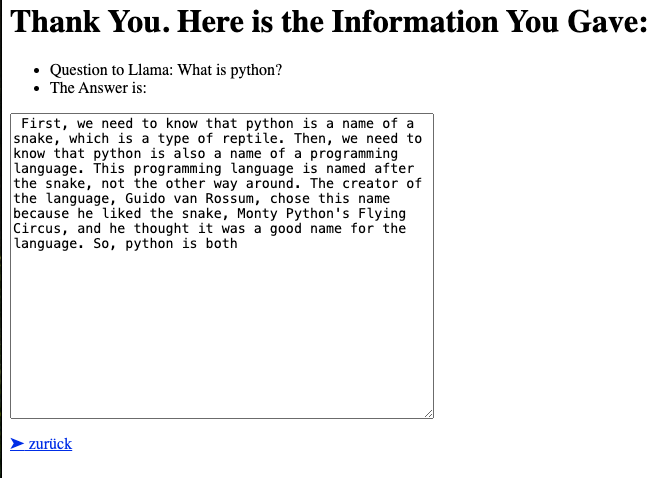 Thank You. Here is the Information You Gave:
• Question to Llama: What is python?
• The Answer is:
First, we need to know that python is a name of a
snake, which is a type of reptile. Then, we need to
know that python is also a name of a programming
language. This programming language is named after
the snake, not the other way around. The creator of
the language, Guido van Rossum, chose this name
because he liked the snake, Monty Python's Flying
Circus, and he thought it was a good name for the
language. So, python is both
➤ zurück